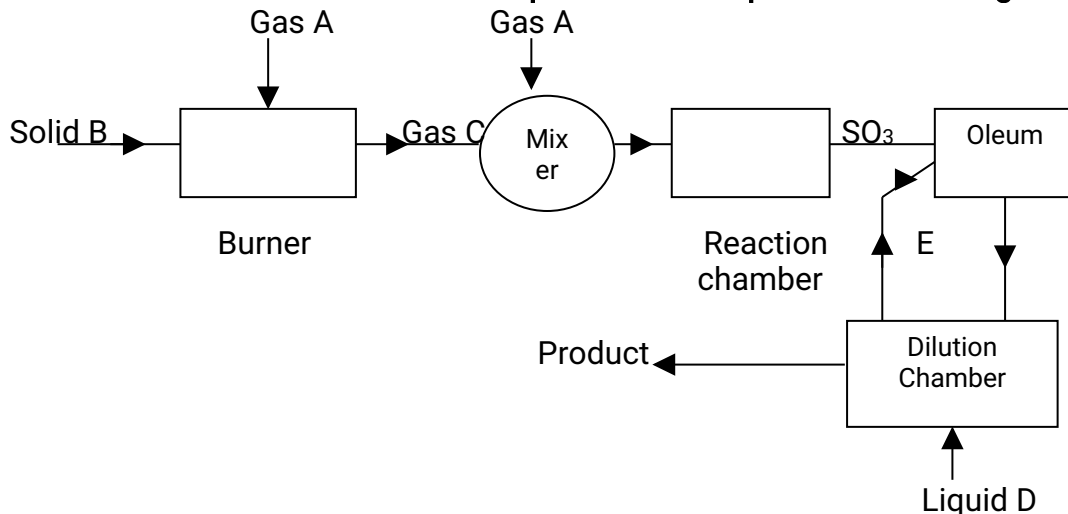 Gas A
Gas A
Solid B
Gas C
Mix
er
SO₃
Oleum
Burner
Reaction
chamber
E
Product
Dilution
Chamber
Liquid D